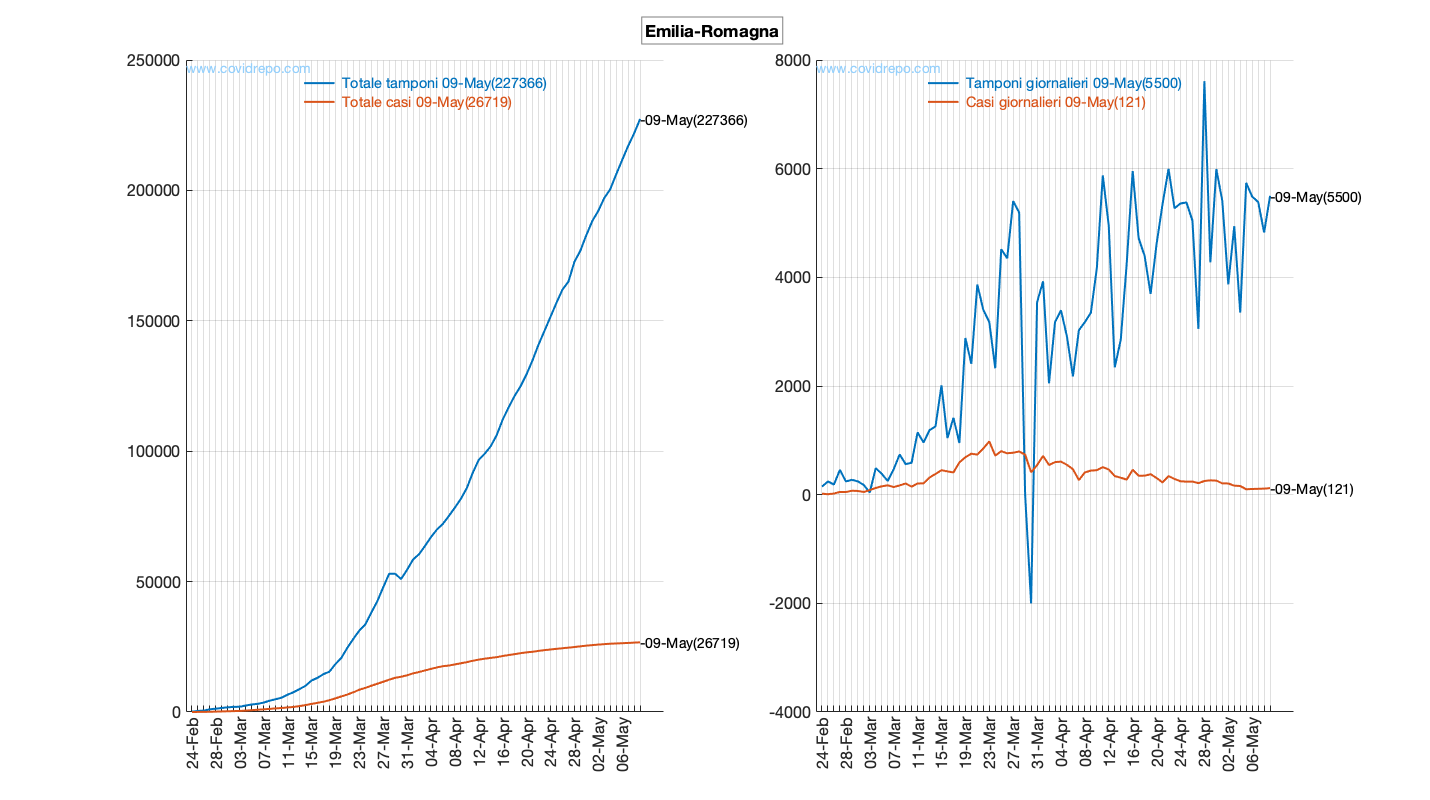 Emilia-Romagna
www.covidrepo.com
Totale tamponi 09-May(227366)
Totale casi 09-May(26719)
250000
200000
150000
100000
50000
0
09-May(227366)
09-May(26719)
24-Feb
28-Feb
03-Mar
07-Mar
11-Mar
15-Mar
19-Mar
23-Mar
27-Mar
31-Mar
04-Apr
08-Apr
12-Apr
16-Apr
20-Apr
24-Apr
28-Apr
02-May
06-May
www.covidrepo.com
Tamponi giornalieri 09-May(5500)
Casi giornalieri 09-May(121)
8000
6000
4000
2000
0
-2000
-4000
09-May(5500)
09-May(121)
24-Feb
28-Feb
03-Mar
07-Mar
11-Mar
15-Mar
19-Mar
23-Mar
27-Mar
31-Mar
04-Apr
08-Apr
12-Apr
16-Apr
20-Apr
24-Apr
28-Apr
02-May
06-May